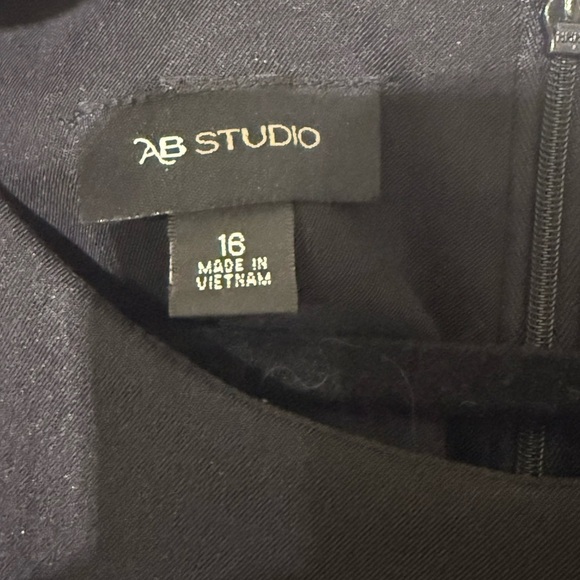 AB STUDIO
16
MADE IN
VIETNAM